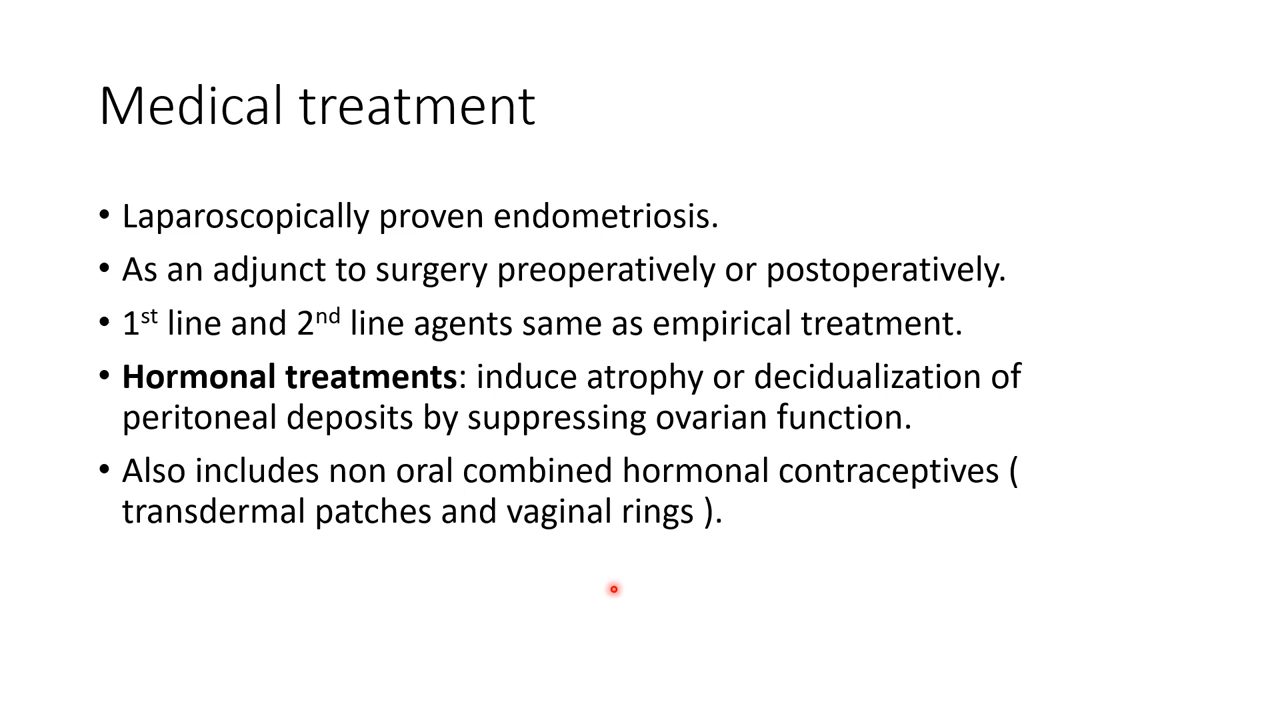 Medical treatment
• Laparoscopically proven endometriosis.
• As an adjunct to surgery preoperatively or postoperatively.
• 1st line and 2nd line agents same as empirical treatment.
• Hormonal treatments: induce atrophy or decidualization of
peritoneal deposits by suppressing ovarian function.
• Also includes non oral combined hormonal contraceptives (
transdermal patches and vaginal rings ).